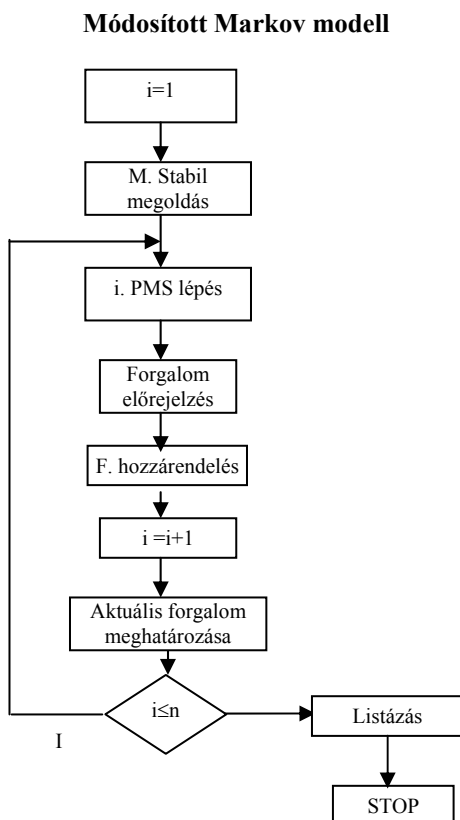 Módosított Markov modell
i=1
M. Stabil
megoldás
i. PMS lépés
Forgalom
előrejelzés
F. hozzárendelés
i =i+1
Aktuális forgalom
meghatározása
i≤n
I
Listázás
STOP